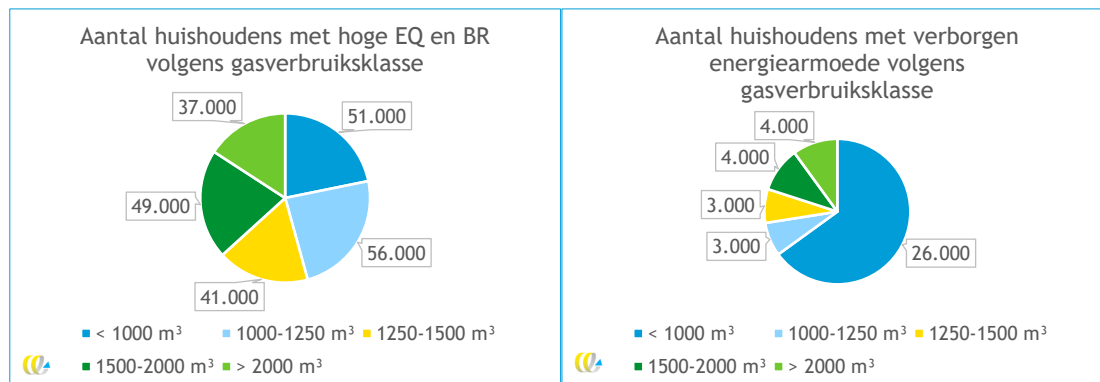 Aantal huishoudens met hoge EQ en BR
volgens gasverbruiksklasse
37.000
51.000
49.000
56.000
41.000
< 1000 m³
1000-1250 m³
1250-1500 m³
1500-2000 m³
> 2000 m³
Aantal huishoudens met verborgen
energiearmoede volgens
gasverbruiksklasse
4.000
4.000
3.000
3.000
26.000
< 1000 m³
1000-1250 m³
1250-1500 m³
1500-2000 m³
> 2000 m³